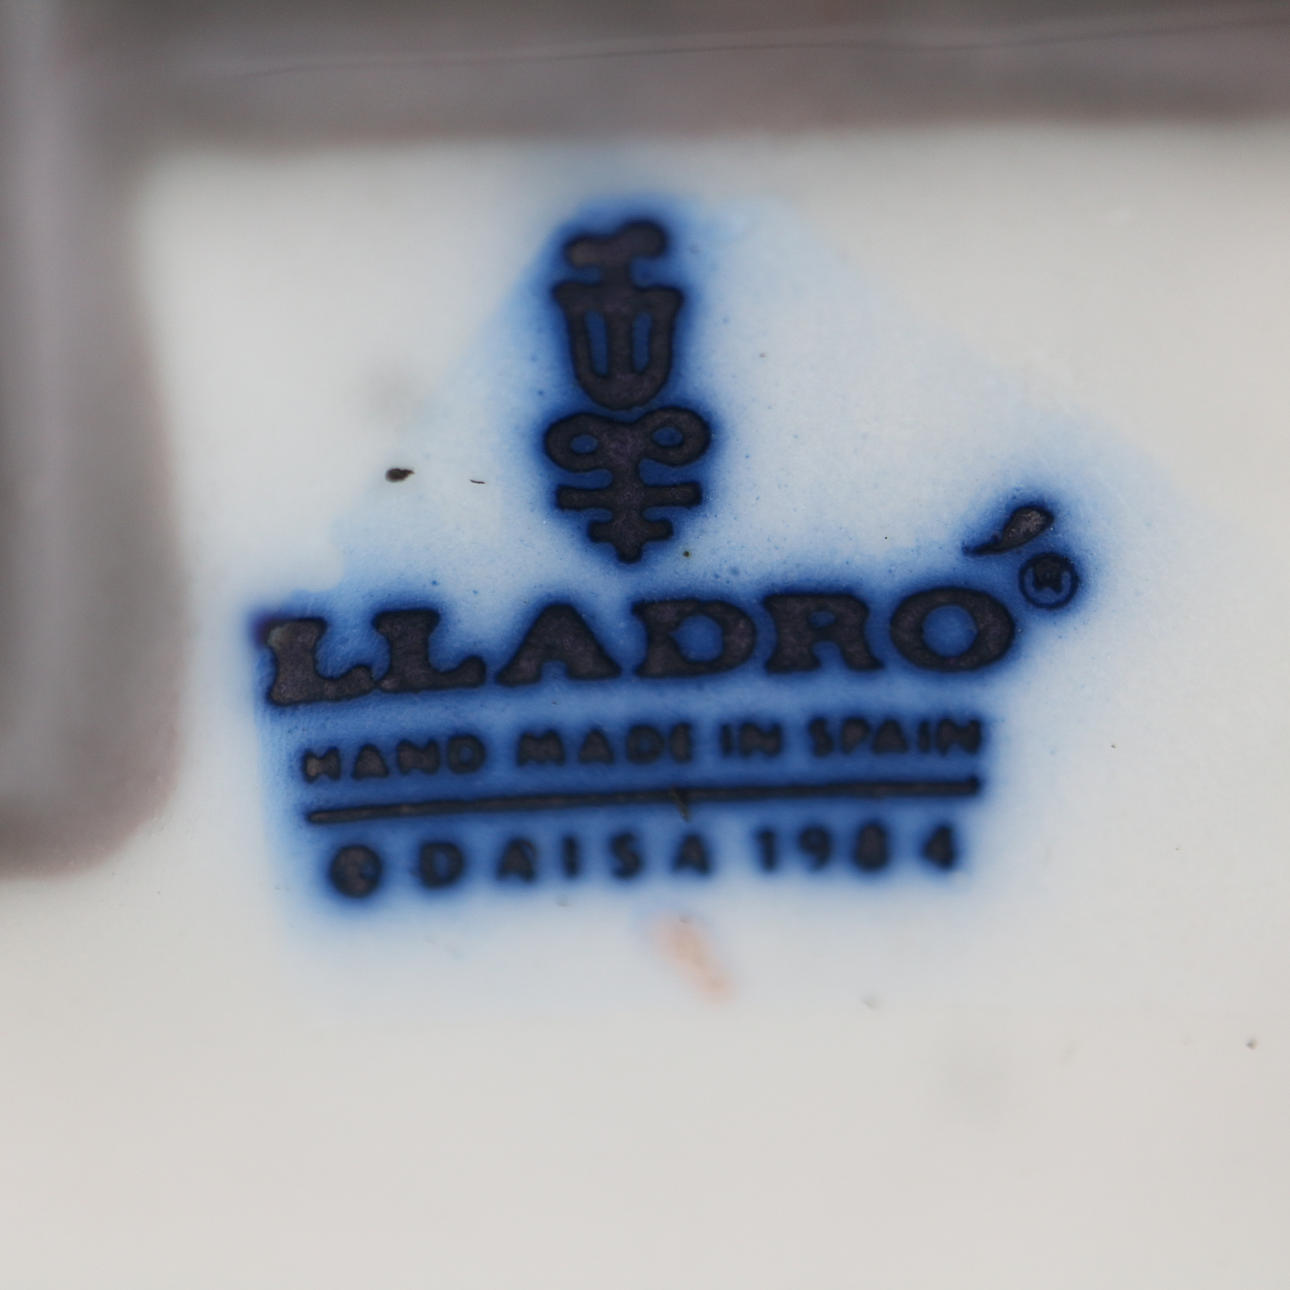 LLADRÓ ®
HAND MADE IN SPAIN
© DAISA 1984